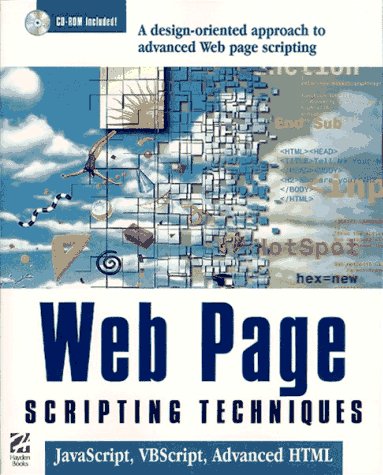 CD-ROM Included!
A design-oriented approach to
advanced Web page scripting
End Sub
<HTML><HEAD>
</BODY>
</HTML>
HotSpot
hex=new
Web Page
SCRIPTING TECHNIQUES
Hayden
Books
JavaScript, VBScript, Advanced HTML